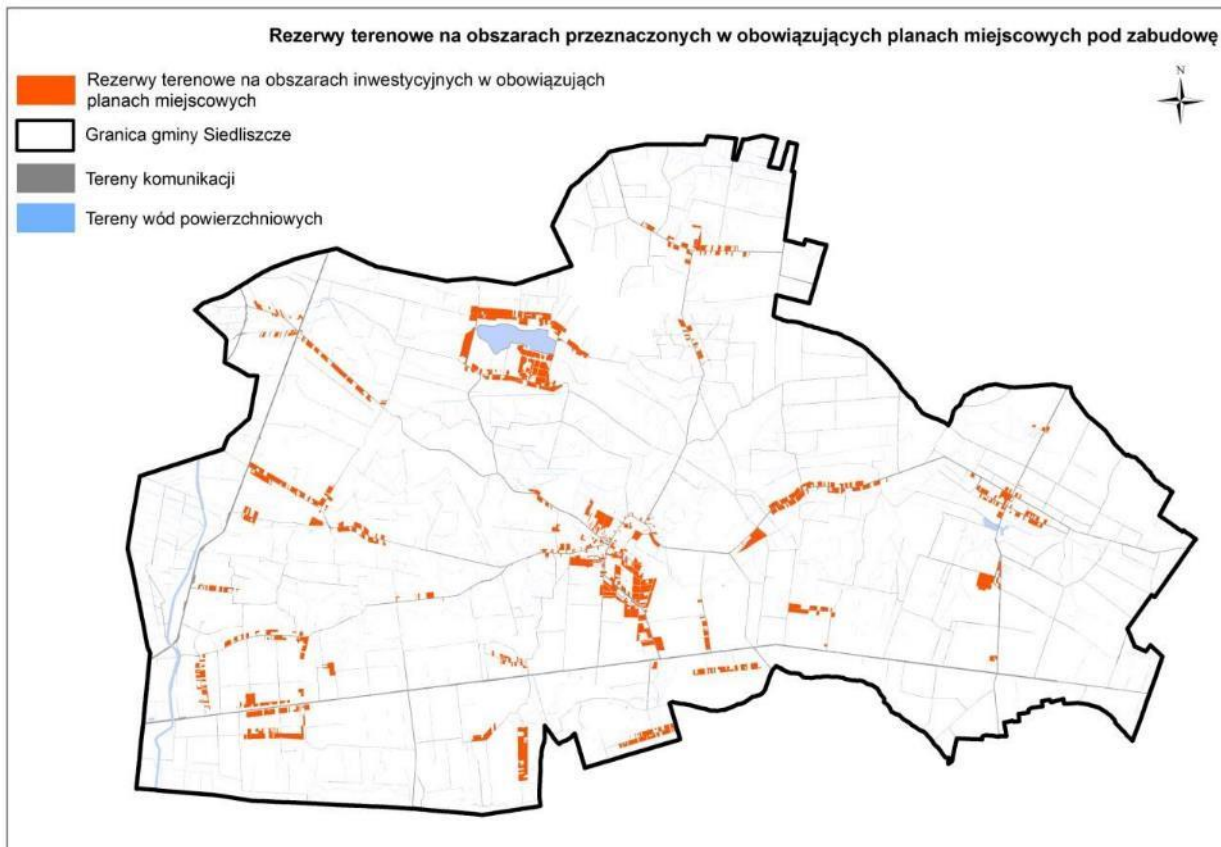 Rezerwy terenowe na obszarach przeznaczonych w obowiązujących planach miejscowych pod zabudowę
Rezerwy terenowe na obszarach inwestycyjnych w obowiązująch
planach miejscowych
N
Granica gminy Siedliszcze
Tereny komunikacji
Tereny wód powierzchniowych